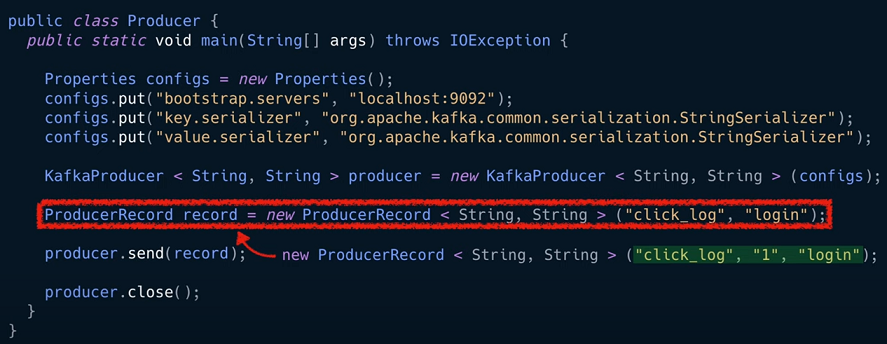 public class Producer {
public static void main(String[] args) throws IOException {
Properties configs = new Properties();
configs.put("bootstrap.servers", "localhost:9092");
configs.put("key.serializer", "org.apache.kafka.common.serialization.StringSerializer");
configs.put("value.serializer", "org.apache.kafka.common.serialization.StringSerializer");
KafkaProducer < String, String > producer = new KafkaProducer < String, String > (configs);
ProducerRecord record = new ProducerRecord < String, String > ("click_log", "login");
producer.send(record);
new ProducerRecord < String, String > ("click_log", "1", "login");
producer.close();
}
}